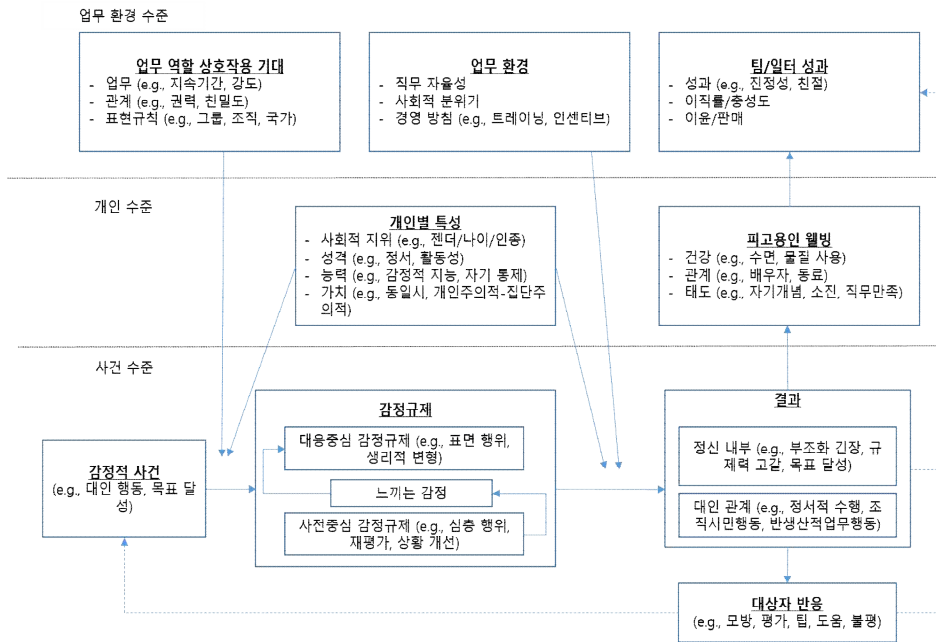 업무 환경 수준
업무 역할 상호작용 기대
- 업무 (e.g., 지속기간, 강도)
- 관계 (e.g., 권력, 친밀도)
- 표현규칙 (e.g., 그룹, 조직, 국가)
업무 환경
- 직무 자율성
- 사회적 분위기
- 경영 방침 (e.g., 트레이닝, 인센티브)
팀/일터 성과
- 성과 (e.g., 진정성, 친절)
- 이직률/충성도
- 이윤/판매
개인 수준
개인별 특성
- 사회적 지위 (e.g., 젠더/나이/인종)
- 성격 (e.g., 정서, 활동성)
- 능력 (e.g., 감정적 지능, 자기 통제)
- 가치 (e.g., 동일시, 개인주의적-집단주
의적)
피고용인 웰빙
- 건강 (e.g., 수면, 물질 사용)
- 관계 (e.g., 배우자, 동료)
- 태도 (e.g., 자기개념, 소진, 직무만족)
사건 수준
감정적 사건
(e.g., 대인 행동, 목표 달
성)
감정규제
대응중심 감정규제 (e.g., 표면 행위,
생리적 변형)
느끼는 감정
사전중심 감정규제 (e.g., 심층 행위,
재평가, 상황 개선)
결과
정신 내부 (e.g., 부조화 긴장, 규
제력 고갈, 목표 달성)
대인 관계 (e.g., 정서적 수행, 조
직시민행동, 반생산적업무행동)
대상자 반응
(e.g., 모방, 평가, 팁, 도움, 불평)